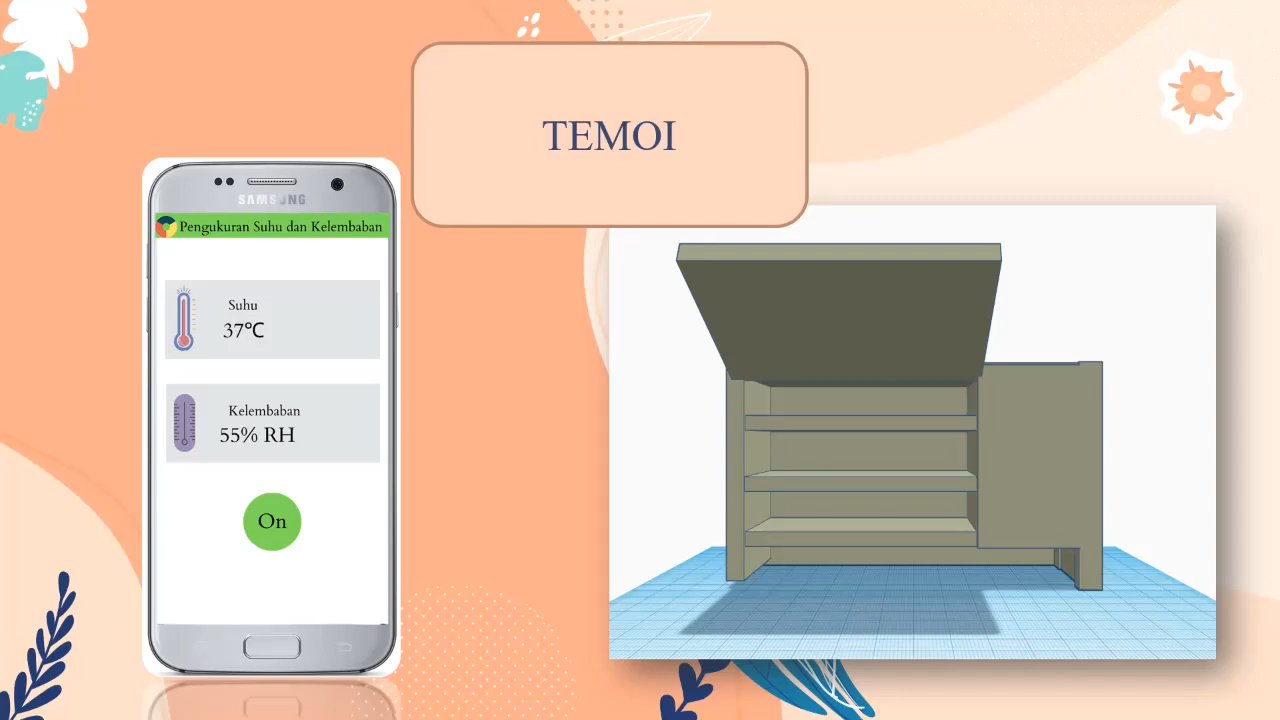 TEMOI
SAMSUNG
Pengukuran Suhu dan Kelembaban
Suhu
37℃
Kelembaban
55% RH
On